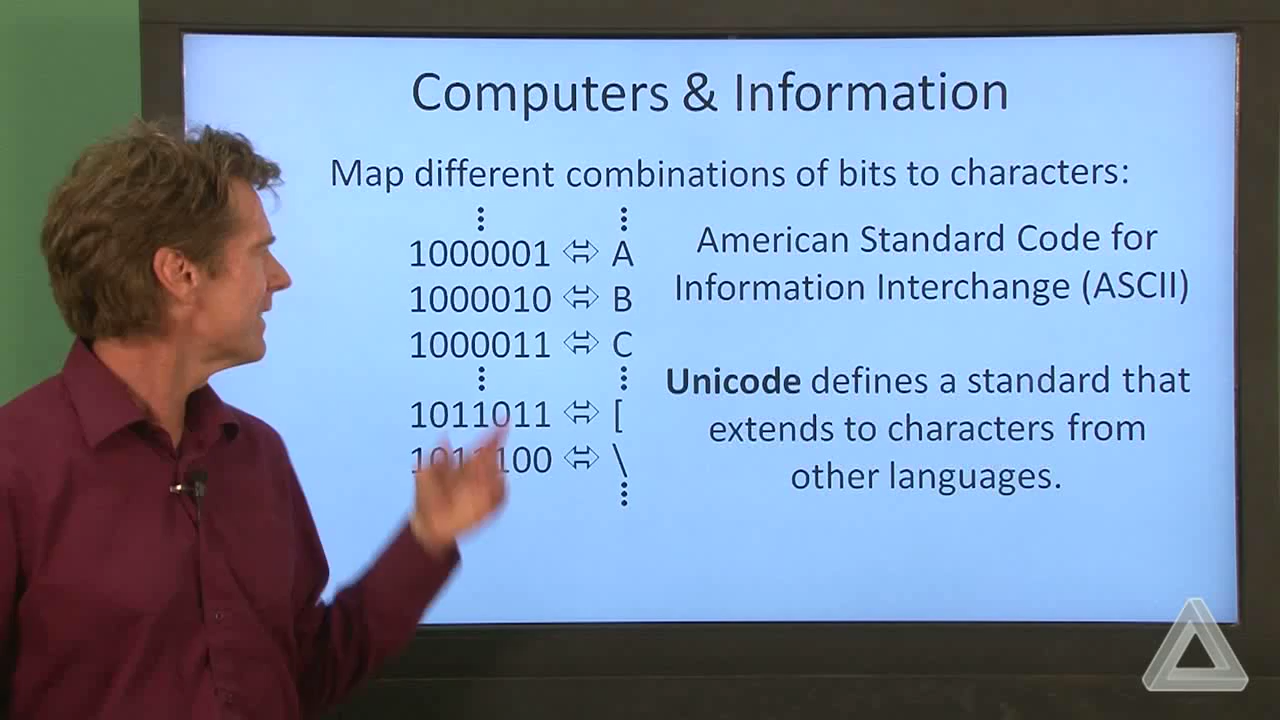 Computers & Information
Map different combinations of bits to characters:
1000001 ⇔ A
1000010 ⇔ B
1000011 ⇔ C
1011011 ⇔ [
1011100 ⇔ \
American Standard Code for
Information Interchange (ASCII)
Unicode defines a standard that
extends to characters from
other languages.